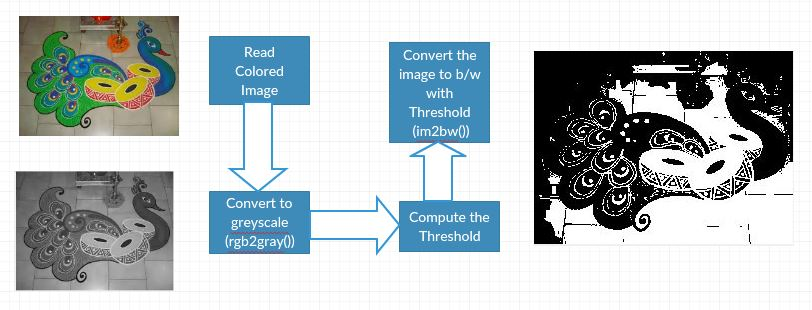 Read
Colored
Image
Convert to
greyscale
(rgb2gray())
Compute the
Threshold
Convert the
image to b/w
with
Threshold
(im2bw())